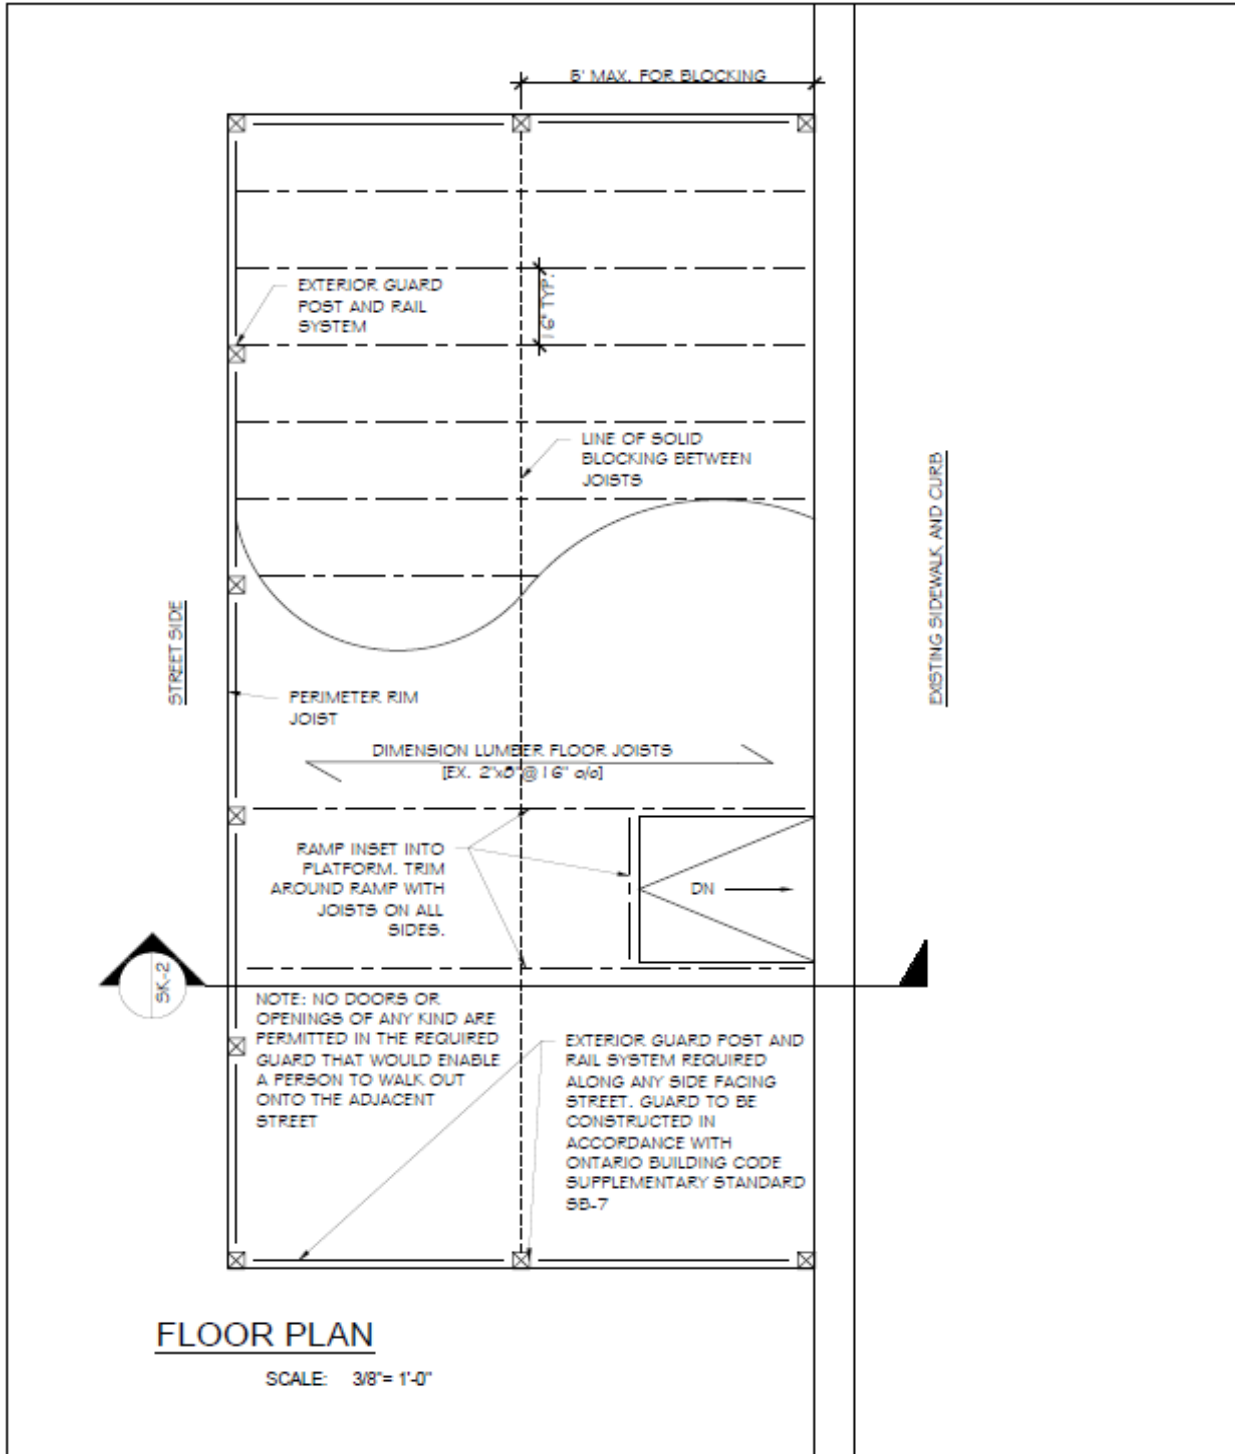 5' MAX. FOR BLOCKING
EXTERIOR GUARD
POST AND RAIL
SYSTEM
16" TYP.
LINE OF SOLID
BLOCKING BETWEEN
JOISTS
EXISTING SIDEWALK AND CURB
STREET SIDE
PERIMETER RIM
JOIST
DIMENSION LUMBER FLOOR JOISTS
[EX. 2"x8"@16" o/o]
RAMP INSET INTO
PLATFORM. TRIM
AROUND RAMP WITH
JOISTS ON ALL
SIDES.
DN
SK-2
NOTE: NO DOORS OR
OPENINGS OF ANY KIND ARE
PERMITTED IN THE REQUIRED
GUARD THAT WOULD ENABLE
A PERSON TO WALK OUT
ONTO THE ADJACENT
STREET
EXTERIOR GUARD POST AND
RAIL SYSTEM REQUIRED
ALONG ANY SIDE FACING
STREET. GUARD TO BE
CONSTRUCTED IN
ACCORDANCE WITH
ONTARIO BUILDING CODE
SUPPLEMENTARY STANDARD
SB-7
FLOOR PLAN
SCALE: 3/8"= 1'-0"